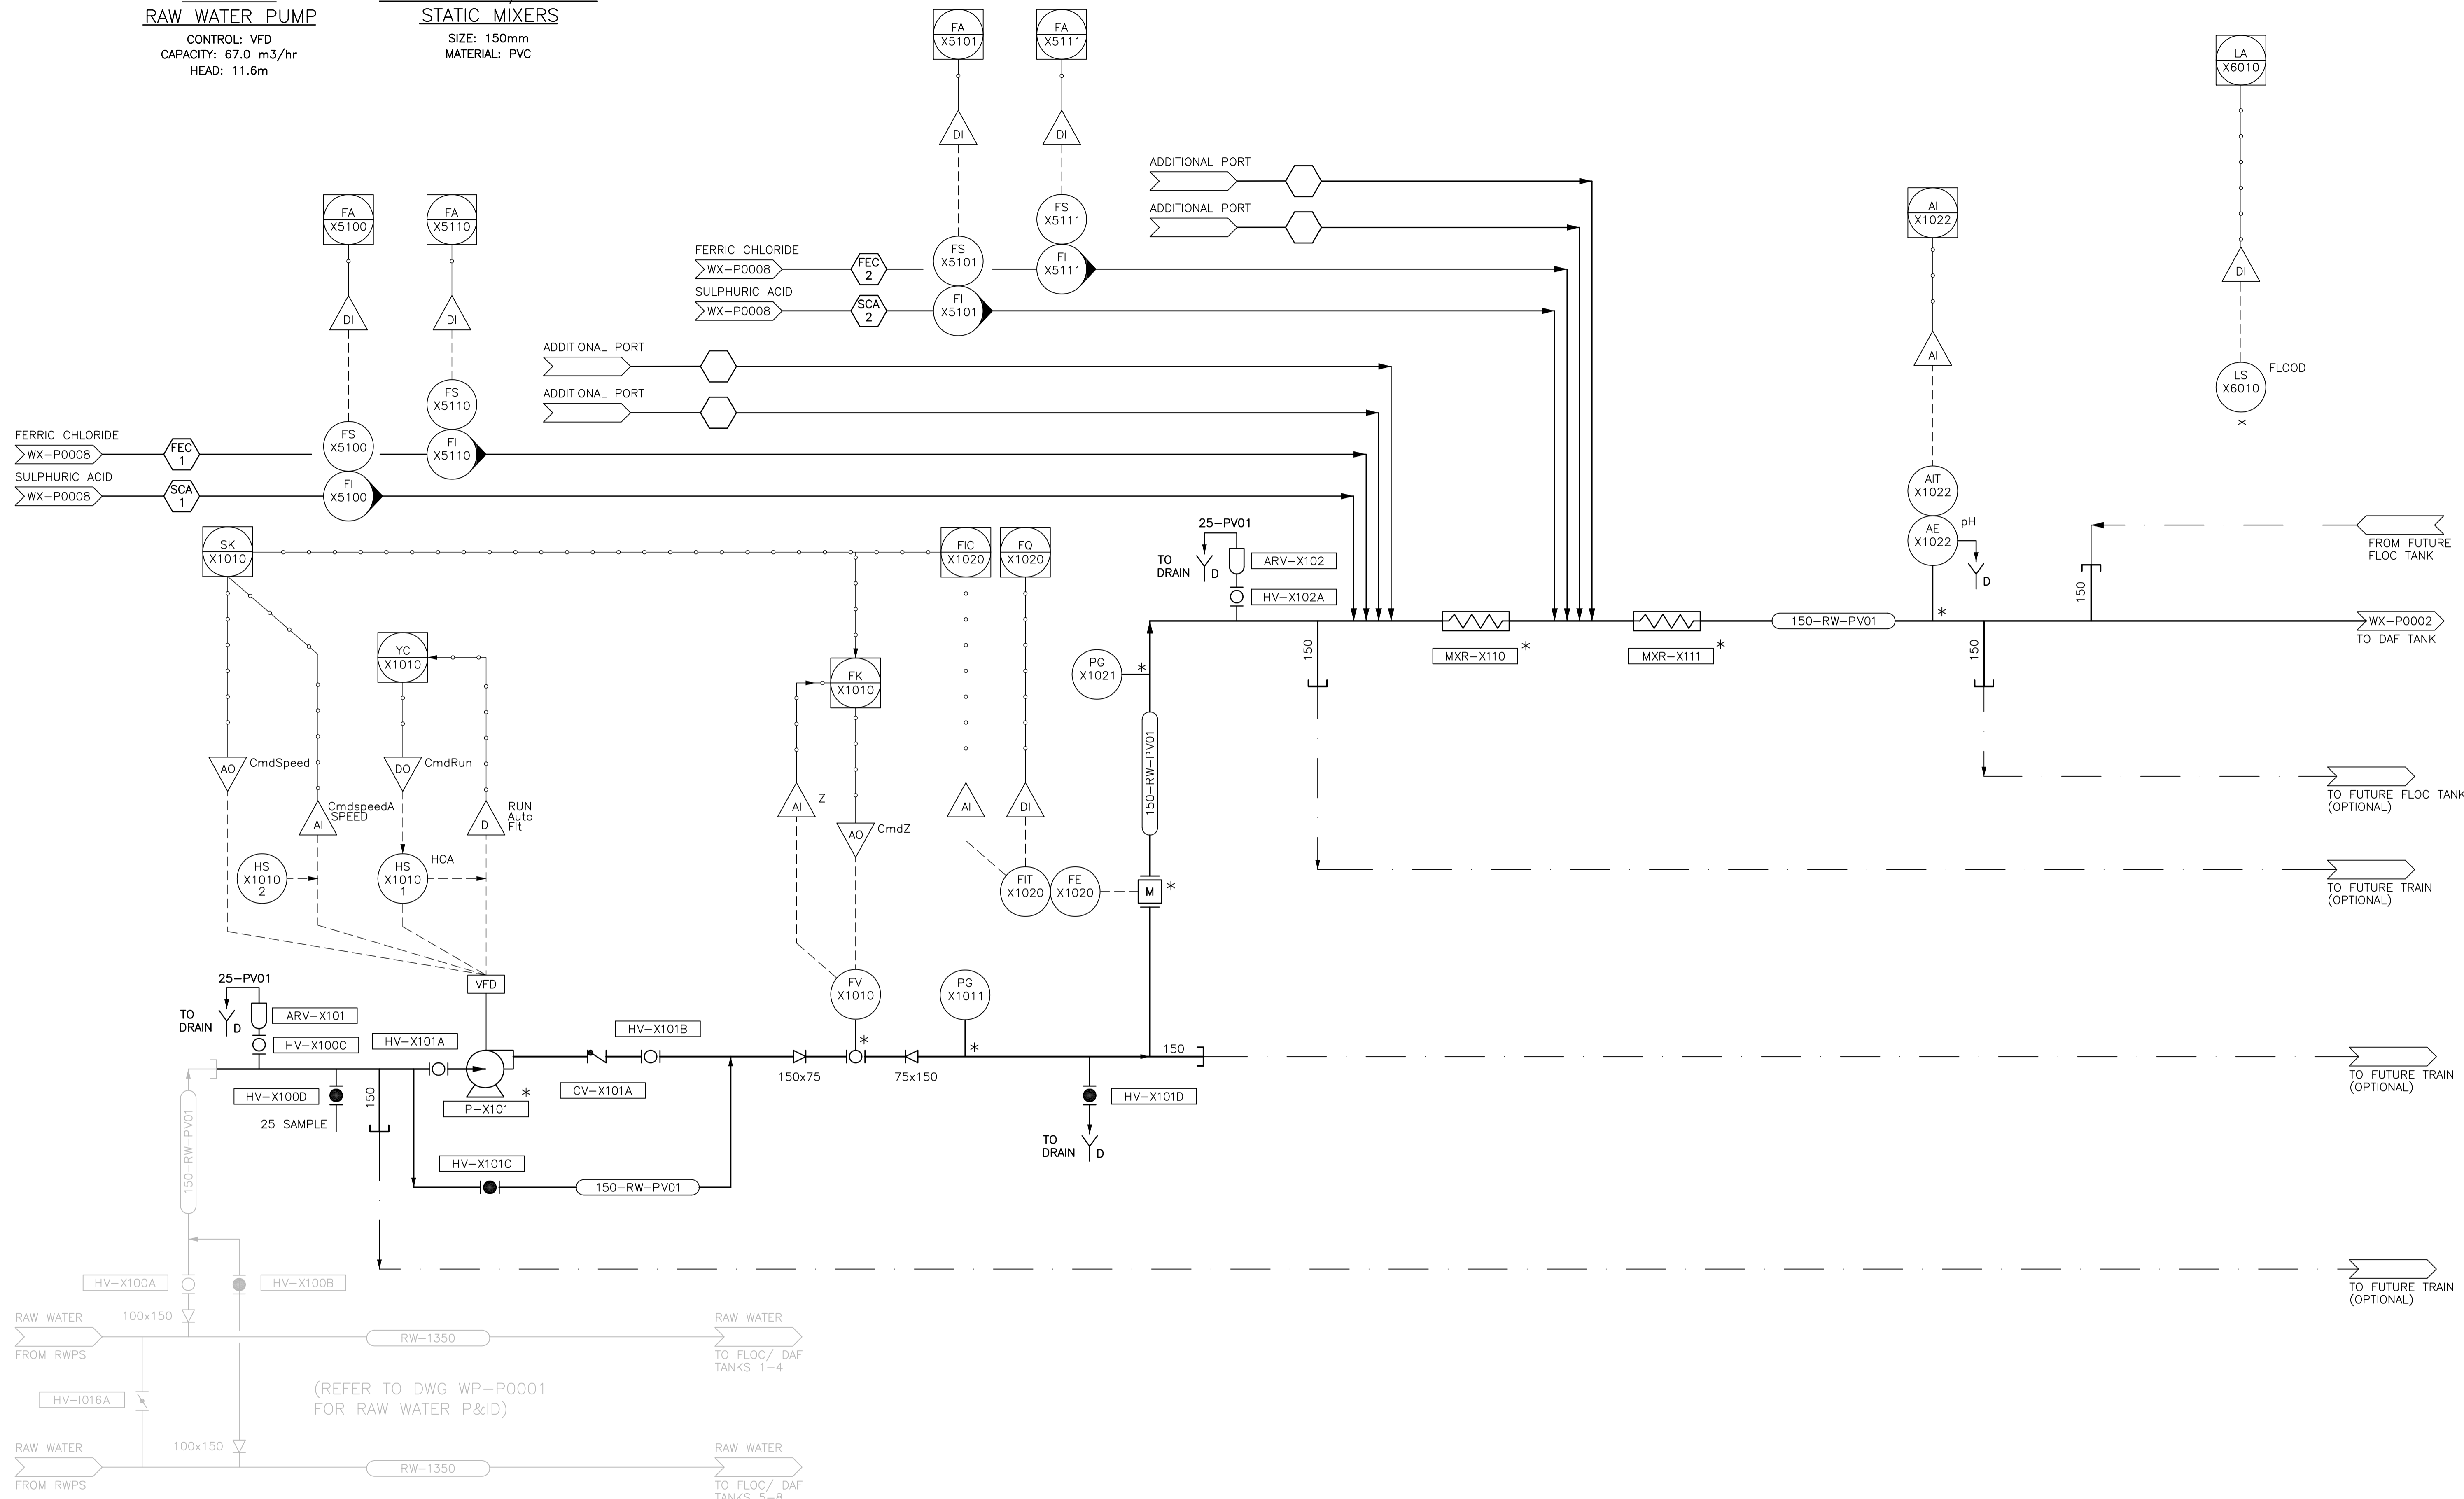 RAW WATER PUMP
CONTROL: VFD
CAPACITY: 67.0 m3/hr
HEAD: 11.6m
STATIC MIXERS
SIZE: 150mm
MATERIAL: PVC
FA
X5101
FA
X5111
LA
X6010
DI
DI
ADDITIONAL PORT
ADDITIONAL PORT
FA
X5100
FA
X5110
FS
X5111
AI
X1022
FERRIC CHLORIDE
WX-P0008
FEC
2
FS
X5101
FI
X5111
DI
SULPHURIC ACID
WX-P0008
SCA
2
FI
X5101
DI
DI
ADDITIONAL PORT
ADDITIONAL PORT
AI
FLOOD
LS
X6010
*
FS
X5110
FERRIC CHLORIDE
WX-P0008
FEC
1
FS
X5100
FI
X5110
SULPHURIC ACID
WX-P0008
SCA
1
FI
X5100
AIT
X1022
AE
X1022
pH
D
FROM FUTURE
FLOC TANK
SK
X1010
FIC
X1020
FQ
X1020
25-PV01
TO
DRAIN
D
ARV-X102
HV-X102A
150
150-RW-PV01
*
WX-P0002
TO DAF TANK
YC
X1010
FK
X1010
PG
X1021
*
150
MXR-X110
*
MXR-X111
*
150
AO
CmdSpeed
DO
CmdRun
CmdspeedA
SPEED
AI
RUN
Auto
Flt
DI
AI
Z
AO
CmdZ
AI
DI
150-RW-PV01
TO FUTURE FLOC TANK
(OPTIONAL)
HS
X1010
2
HS
X1010
1
HOA
FIT
X1020
FE
X1020
M
*
TO FUTURE TRAIN
(OPTIONAL)
25-PV01
TO
DRAIN
D
ARV-X101
HV-X100C
HV-X101A
VFD
HV-X101B
FV
X1010
*
PG
X1011
*
150
TO FUTURE TRAIN
(OPTIONAL)
HV-X100D
25 SAMPLE
150
*
P-X101
CV-X101A
150x75
75x150
HV-X101D
TO
DRAIN
D
150-RW-PV01
HV-X101C
150-RW-PV01
TO FUTURE TRAIN
(OPTIONAL)
HV-X100A
HV-X100B
100x150
RAW WATER
FROM RWPS
RW-1350
RAW WATER
TO FLOC/ DAF
TANKS 1-4
HV-I016A
(REFER TO DWG WP-P0001
FOR RAW WATER P&ID)
100x150
RAW WATER
FROM RWPS
RW-1350
RAW WATER
TO FLOC/ DAF
TANKS 5-8